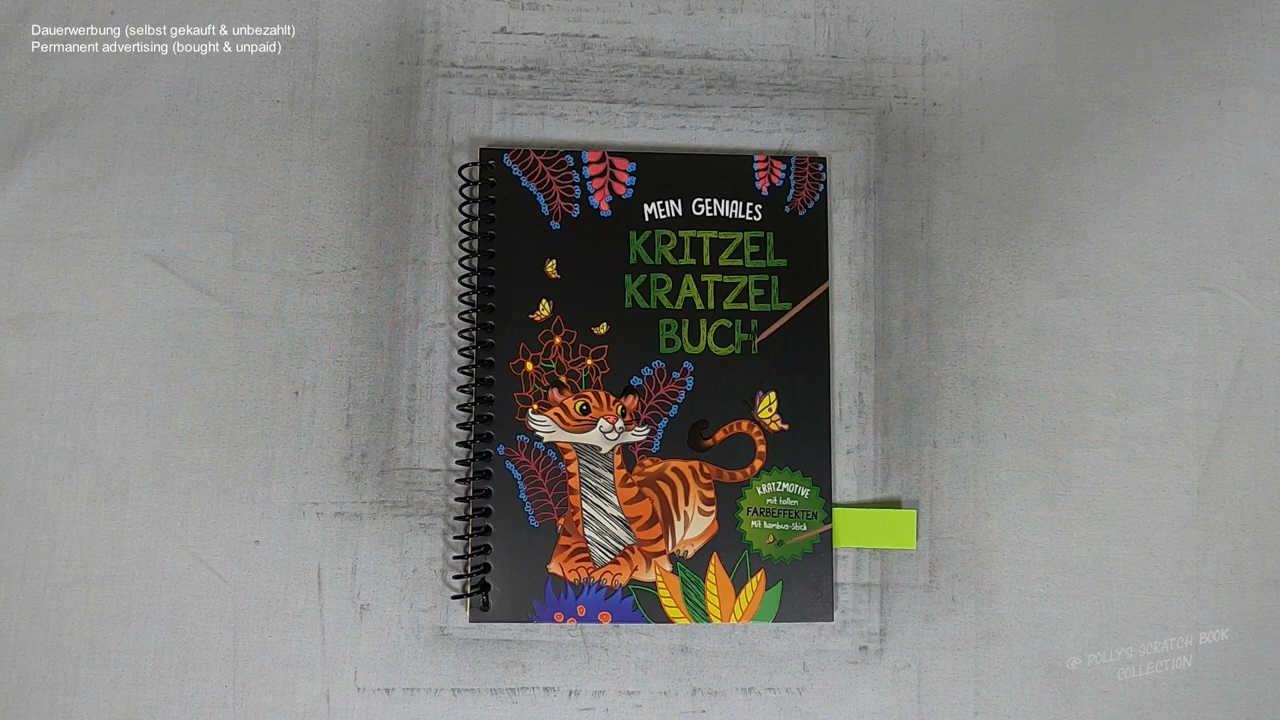 Dauerwerbung (selbst gekauft & unbezahlt)
Permanent advertising (bought & unpaid)
MEIN GENIALES
KRITZEL
KRATZEL
BUCH
KRATZMOTIVE
mit tollen
FARBEFFEKTEN
Mit Bambus-Stick
@ POLLY'S SCRATCH BOOK
COLLECTION